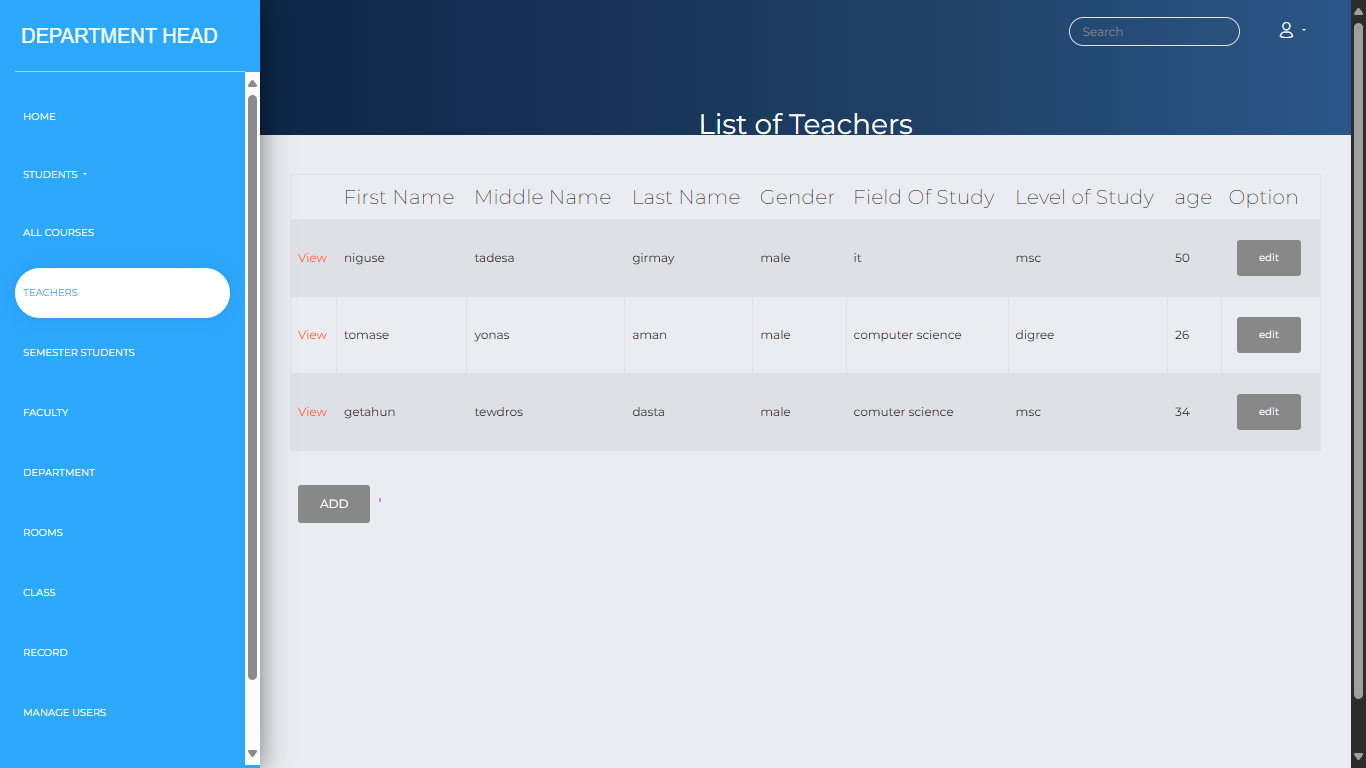 DEPARTMENT HEAD
HOME
STUDENTS
ALL COURSES
TEACHERS
SEMESTER STUDENTS
FACULTY
DEPARTMENT
ROOMS
CLASS
RECORD
MANAGE USERS
Search
List of Teachers
First Name Middle Name Last Name Gender Field Of Study Level of Study age Option
View niguse tadesa girmay male it msc 50 edit
View tomase yonas aman male computer science digree 26 edit
View getahun tewdros dasta male comuter science msc 34 edit
ADD '